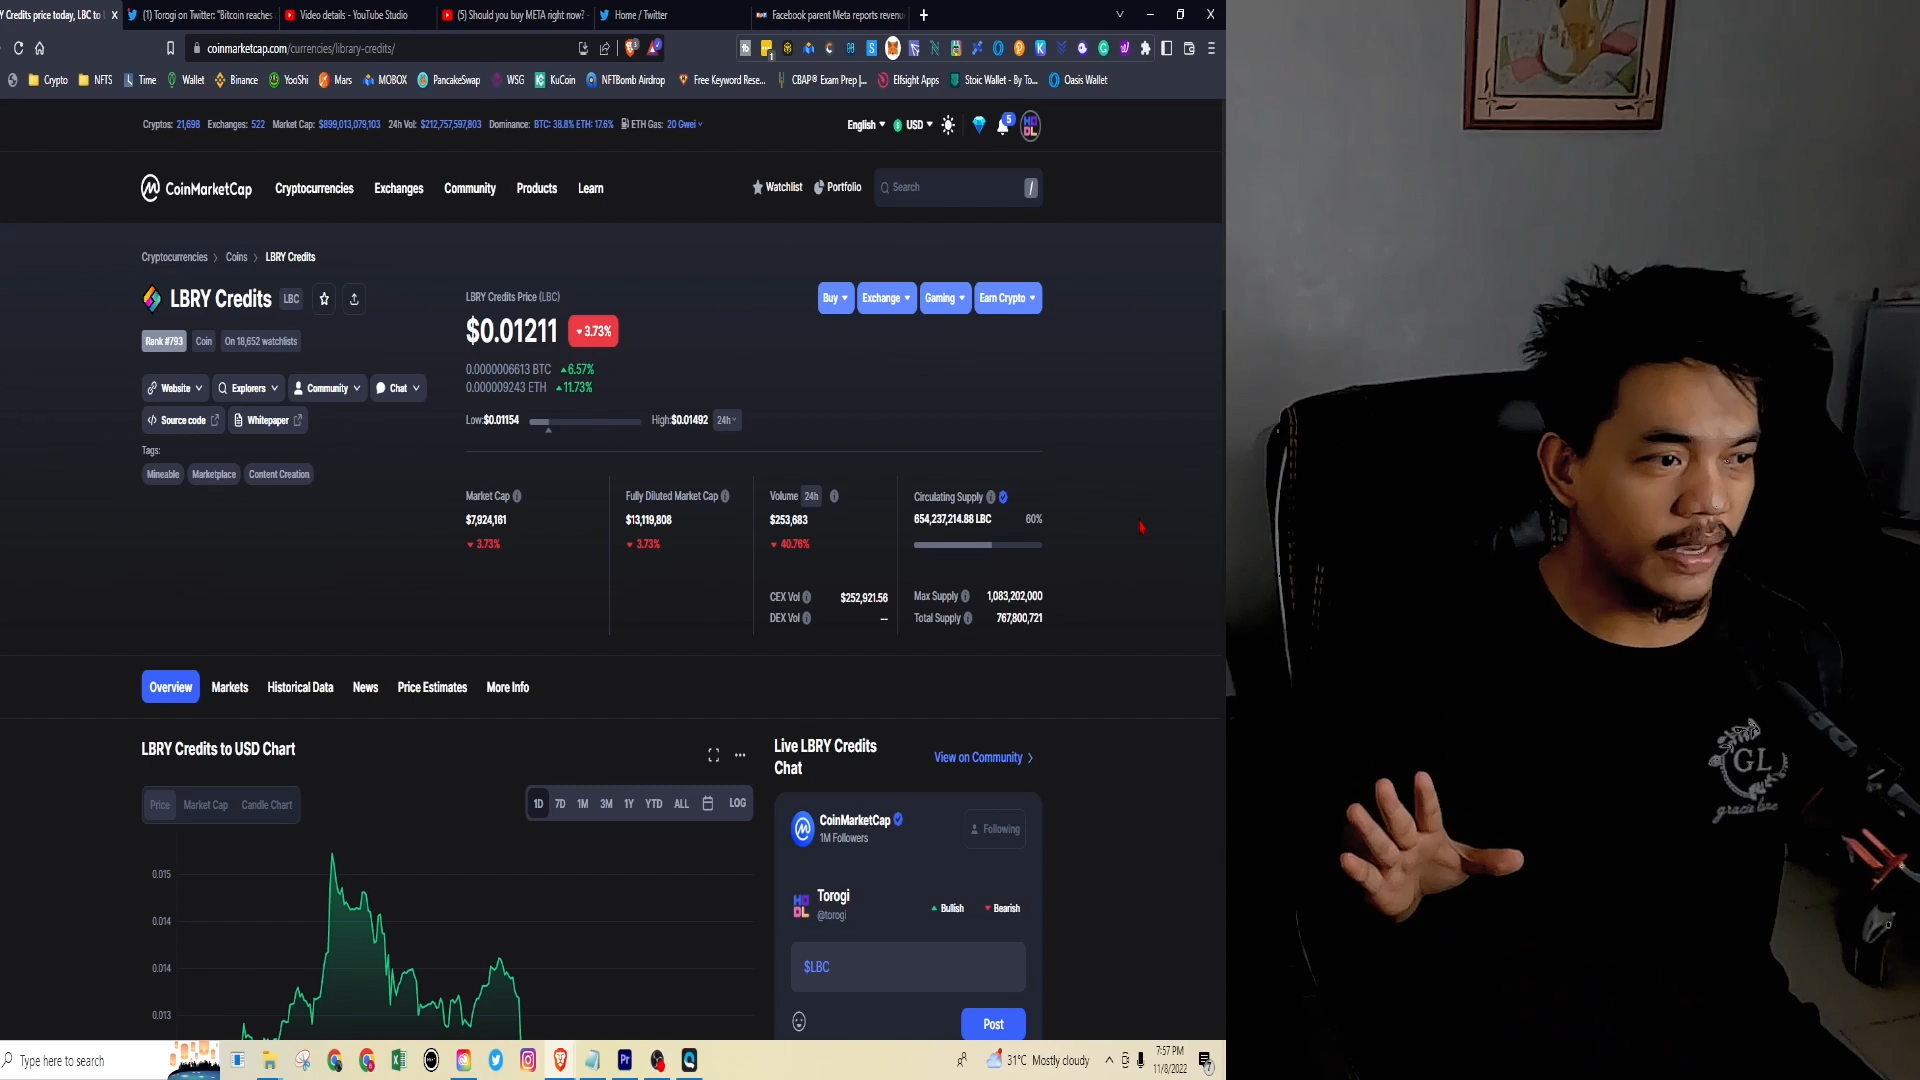 Y Credits price today, LBC to
(1) Torogi on Twitter: "Bitcoin reaches
Video details - YouTube Studio
(5) Should you buy META right now? -
Home / Twitter
Facebook parent Meta reports revenu
coinmarketcap.com/currencies/library-credits/
Crypto
NFTS
Time
Wallet
Binance
YooShi
Mars
MOBOX
PancakeSwap
WSG
KuCoin
NFTBomb Airdrop
Free Keyword Rese...
CBAP® Exam Prep |...
Elfsight Apps
Stoic Wallet - By To...
Oasis Wallet
Cryptos: 21,698 Exchanges: 522 Market Cap: $899,013,079,103 24h Vol: $212,757,597,803 Dominance: BTC: 38.8% ETH: 17.6% ETH Gas: 20 Gwei
English
USD
5
CoinMarketCap
Cryptocurrencies
Exchanges
Community
Products
Learn
Watchlist
Portfolio
Search
/
Cryptocurrencies > Coins > LBRY Credits
LBRY Credits LBC
Rank #793
Coin
On 18,652 watchlists
Website
Explorers
Community
Chat
Source code
Whitepaper
Tags:
Mineable
Marketplace
Content Creation
LBRY Credits Price (LBC)
$0.01211 3.73%
0.0000006613 BTC 6.57%
0.000009243 ETH 11.73%
Low:$0.01154
High:$0.01492
24h
Buy
Exchange
Gaming
Earn Crypto
Market Cap
$7,924,161
3.73%
Fully Diluted Market Cap
$13,119,808
3.73%
Volume 24h
$253,683
40.76%
CEX Vol $252,921.56
DEX Vol --
Circulating Supply
654,237,214.88 LBC 60%
Max Supply 1,083,202,000
Total Supply 767,800,721
Overview
Markets
Historical Data
News
Price Estimates
More Info
LBRY Credits to USD Chart
Price
Market Cap
Candle Chart
1D
7D
1M
3M
1Y
YTD
ALL
LOG
0.015
0.014
0.014
0.013
Live LBRY Credits
Chat
View on Community >
CoinMarketCap
1M Followers
Following
Torogi
@torogi
Bullish
Bearish
$LBC
Post
GL
gracie line
Type here to search
31°C Mostly cloudy
7:57 PM
11/8/2022